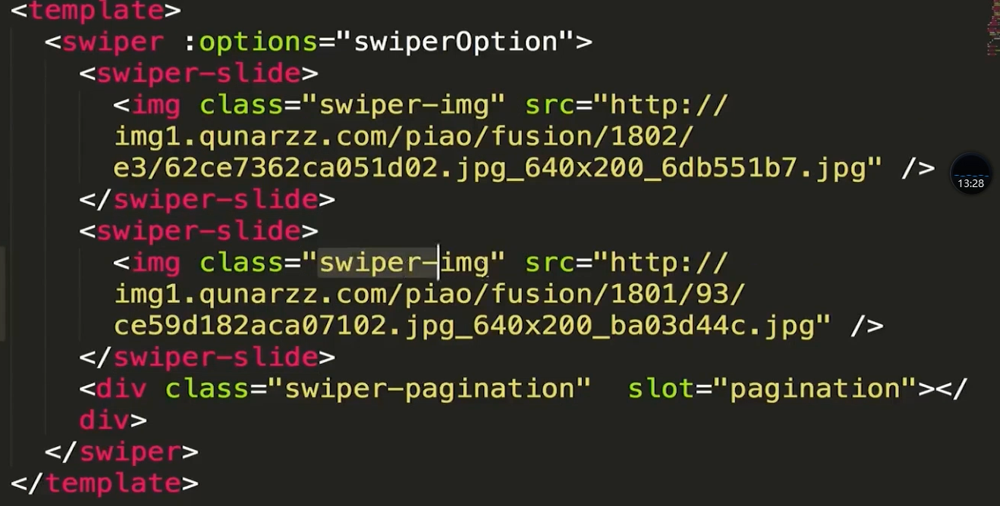 <template>
<swiper :options="swiperOption">
<swiper-slide>
<img class="swiper-img" src="http://
img1.qunarzz.com/piao/fusion/1802/
e3/62ce7362ca051d02.jpg_640x200_6db551b7.jpg" />
13:28
</swiper-slide>
<swiper-slide>
<img class="swiper-img" src="http://
img1.qunarzz.com/piao/fusion/1801/93/
ce59d182aca07102.jpg_640x200_ba03d44c.jpg" />
</swiper-slide>
<div class="swiper-pagination"  slot="pagination"></
div>
</swiper>
</template>